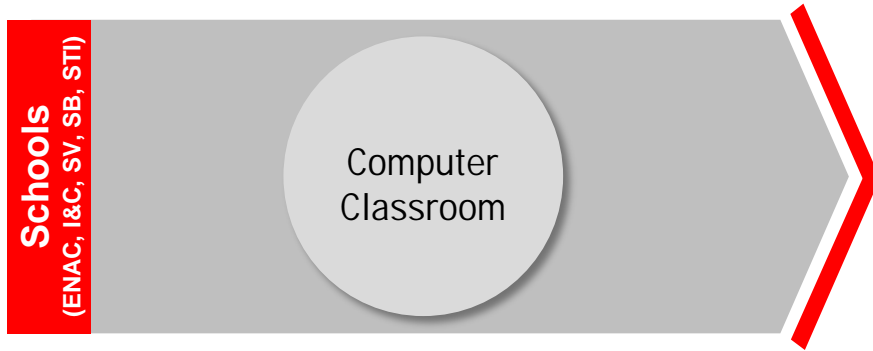 Schools
(ENAC, I&C, SV, SB, STI)
Computer
Classroom